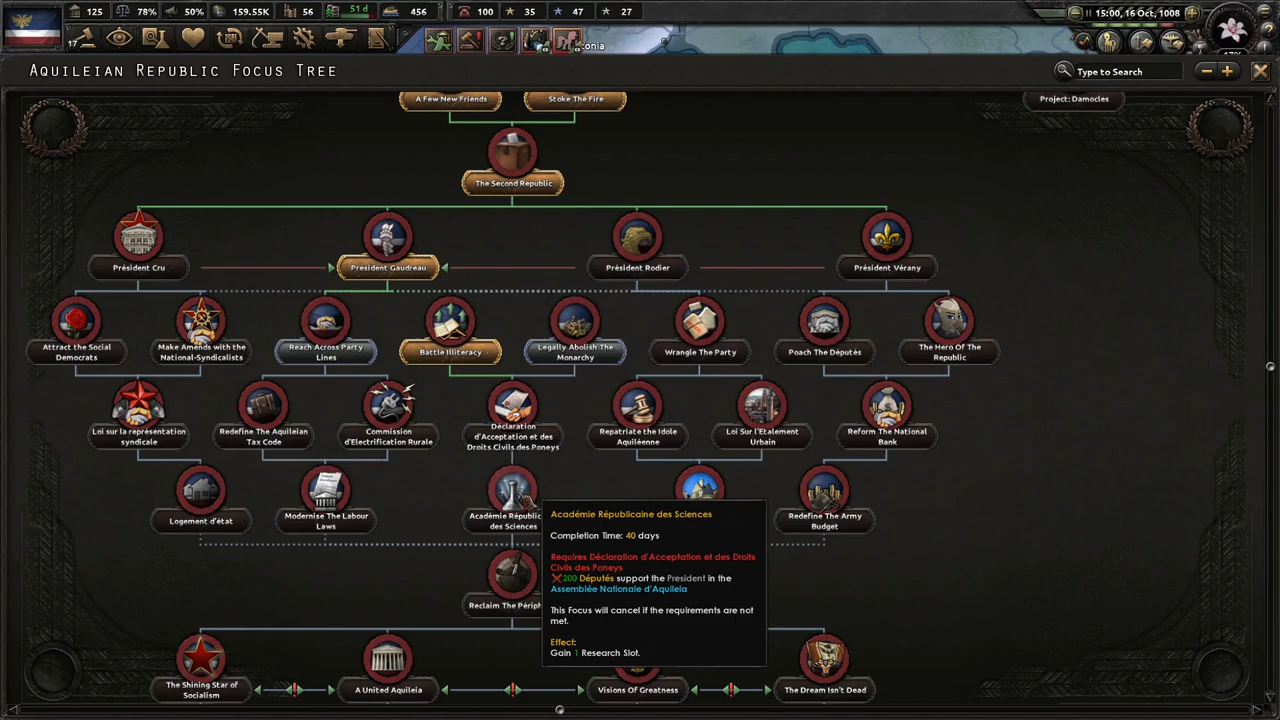 125 78% 50% 159.55K 56 51 d 456 100 35 47 27 15:00, 16 Oct, 1008
17
onia
17%
Aquileian Republic Focus Tree
Type to Search
A Few New Friends
Stoke The Fire
Project: Damocles
The Second Republic
Président Cru
Président Gaudreau
Président Rodier
Président Vérany
Attract the Social
Democrats
Make Amends with the
National-Syndicalists
Reach Across Party
Lines
Battle Illiteracy
Legally Abolish The
Monarchy
Wrangle The Party
Poach The Députés
The Hero Of The
Republic
Loi sur la représentation
syndicale
Redefine The Aquileian
Tax Code
Commission
d'Electrification Rurale
Déclaration
d'Acceptation et des
Droits Civils des Poneys
Repatriate the Idole
Aquiléenne
Loi Sur l'Etalement
Urbain
Reform The National
Bank
Logement d'état
Modernise The Labour
Laws
Académie Républic
des Sciences
Redefine The Army
Budget
Académie Républicaine des Sciences
Completion Time: 40 days
Requires Déclaration d'Acceptation et des Droits
Civils des Poneys
200 Députés support the President in the
Assemblée Nationale d'Aquileia
This Focus will cancel if the requirements are not
met.
Effect:
Gain 1 Research Slot.
Reclaim The Périph
The Shining Star of
Socialism
A United Aquileia
Visions Of Greatness
The Dream Isn't Dead